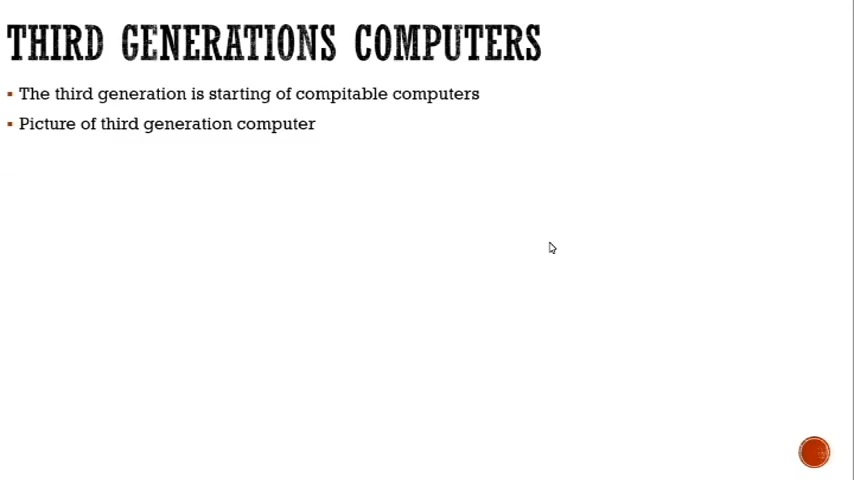 THIRD GENERATIONS COMPUTERS
The third generation is starting of compitable computers
Picture of third generation computer